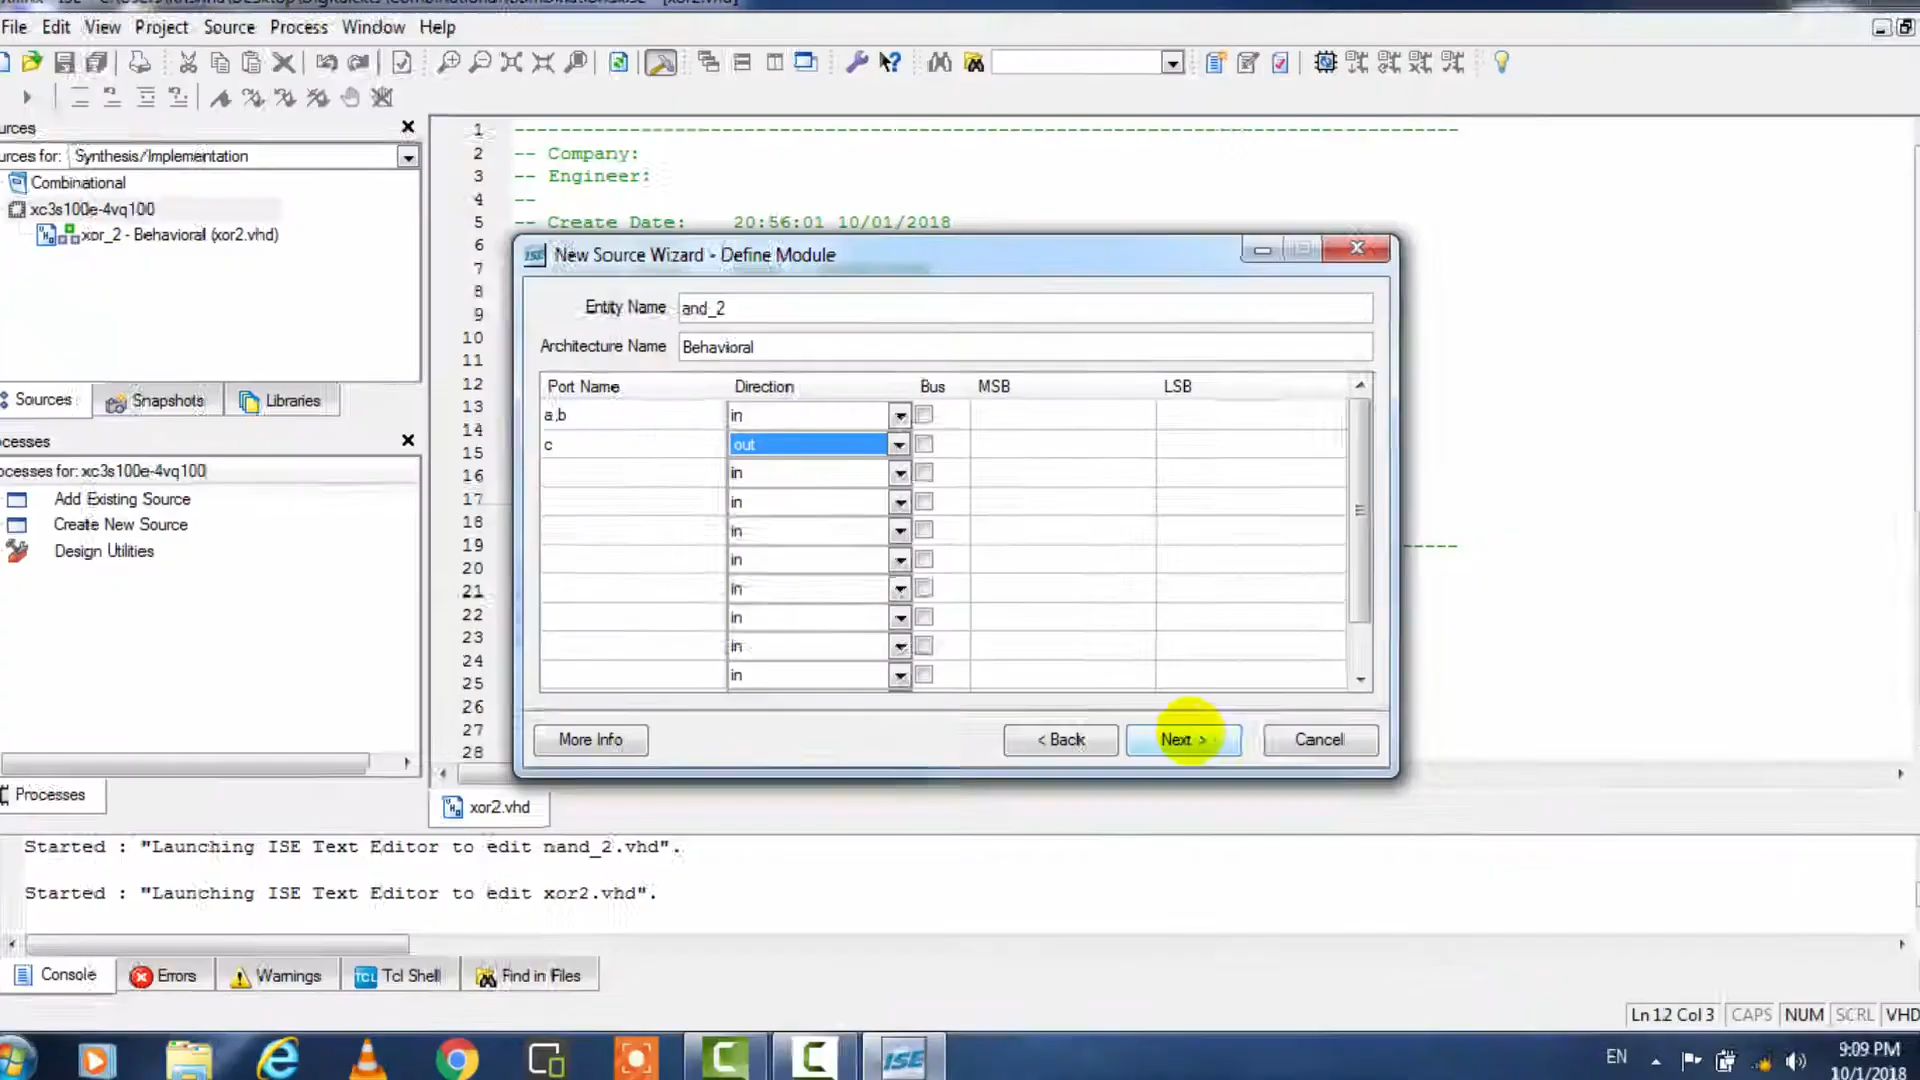 File Edit View Project Source Process Window Help
urces
urces for: Synthesis/Implementation
Combinational
xc3s100e-4vq100
xor_2 - Behavioral (xor2.vhd)
Sources Snapshots Libraries
ocesses
ocesses for: xc3s100e-4vq100
Add Existing Source
Create New Source
Design Utilities
Processes
1 --------------------------------------------------------------------------------
2 -- Company:
3 -- Engineer:
4 --
5 -- Create Date: 20:56:01 10/01/2018
6
7
8
9
10
11
12
13
14
15
16
17
18
19
20
21
22
23
24
25
26
27
28
New Source Wizard - Define Module
Entity Name and_2
Architecture Name Behavioral
Port Name Direction Bus MSB LSB
a,b in
c out
in
in
in
in
in
in
in
in
More Info < Back Next > Cancel
xor2.vhd
Started : "Launching ISE Text Editor to edit nand_2.vhd".
Started : "Launching ISE Text Editor to edit xor2.vhd".
Console Errors Warnings Tcl Shell Find in Files
Ln 12 Col 3 CAPS NUM SCRL VHD
EN 9:09 PM
10/1/2018